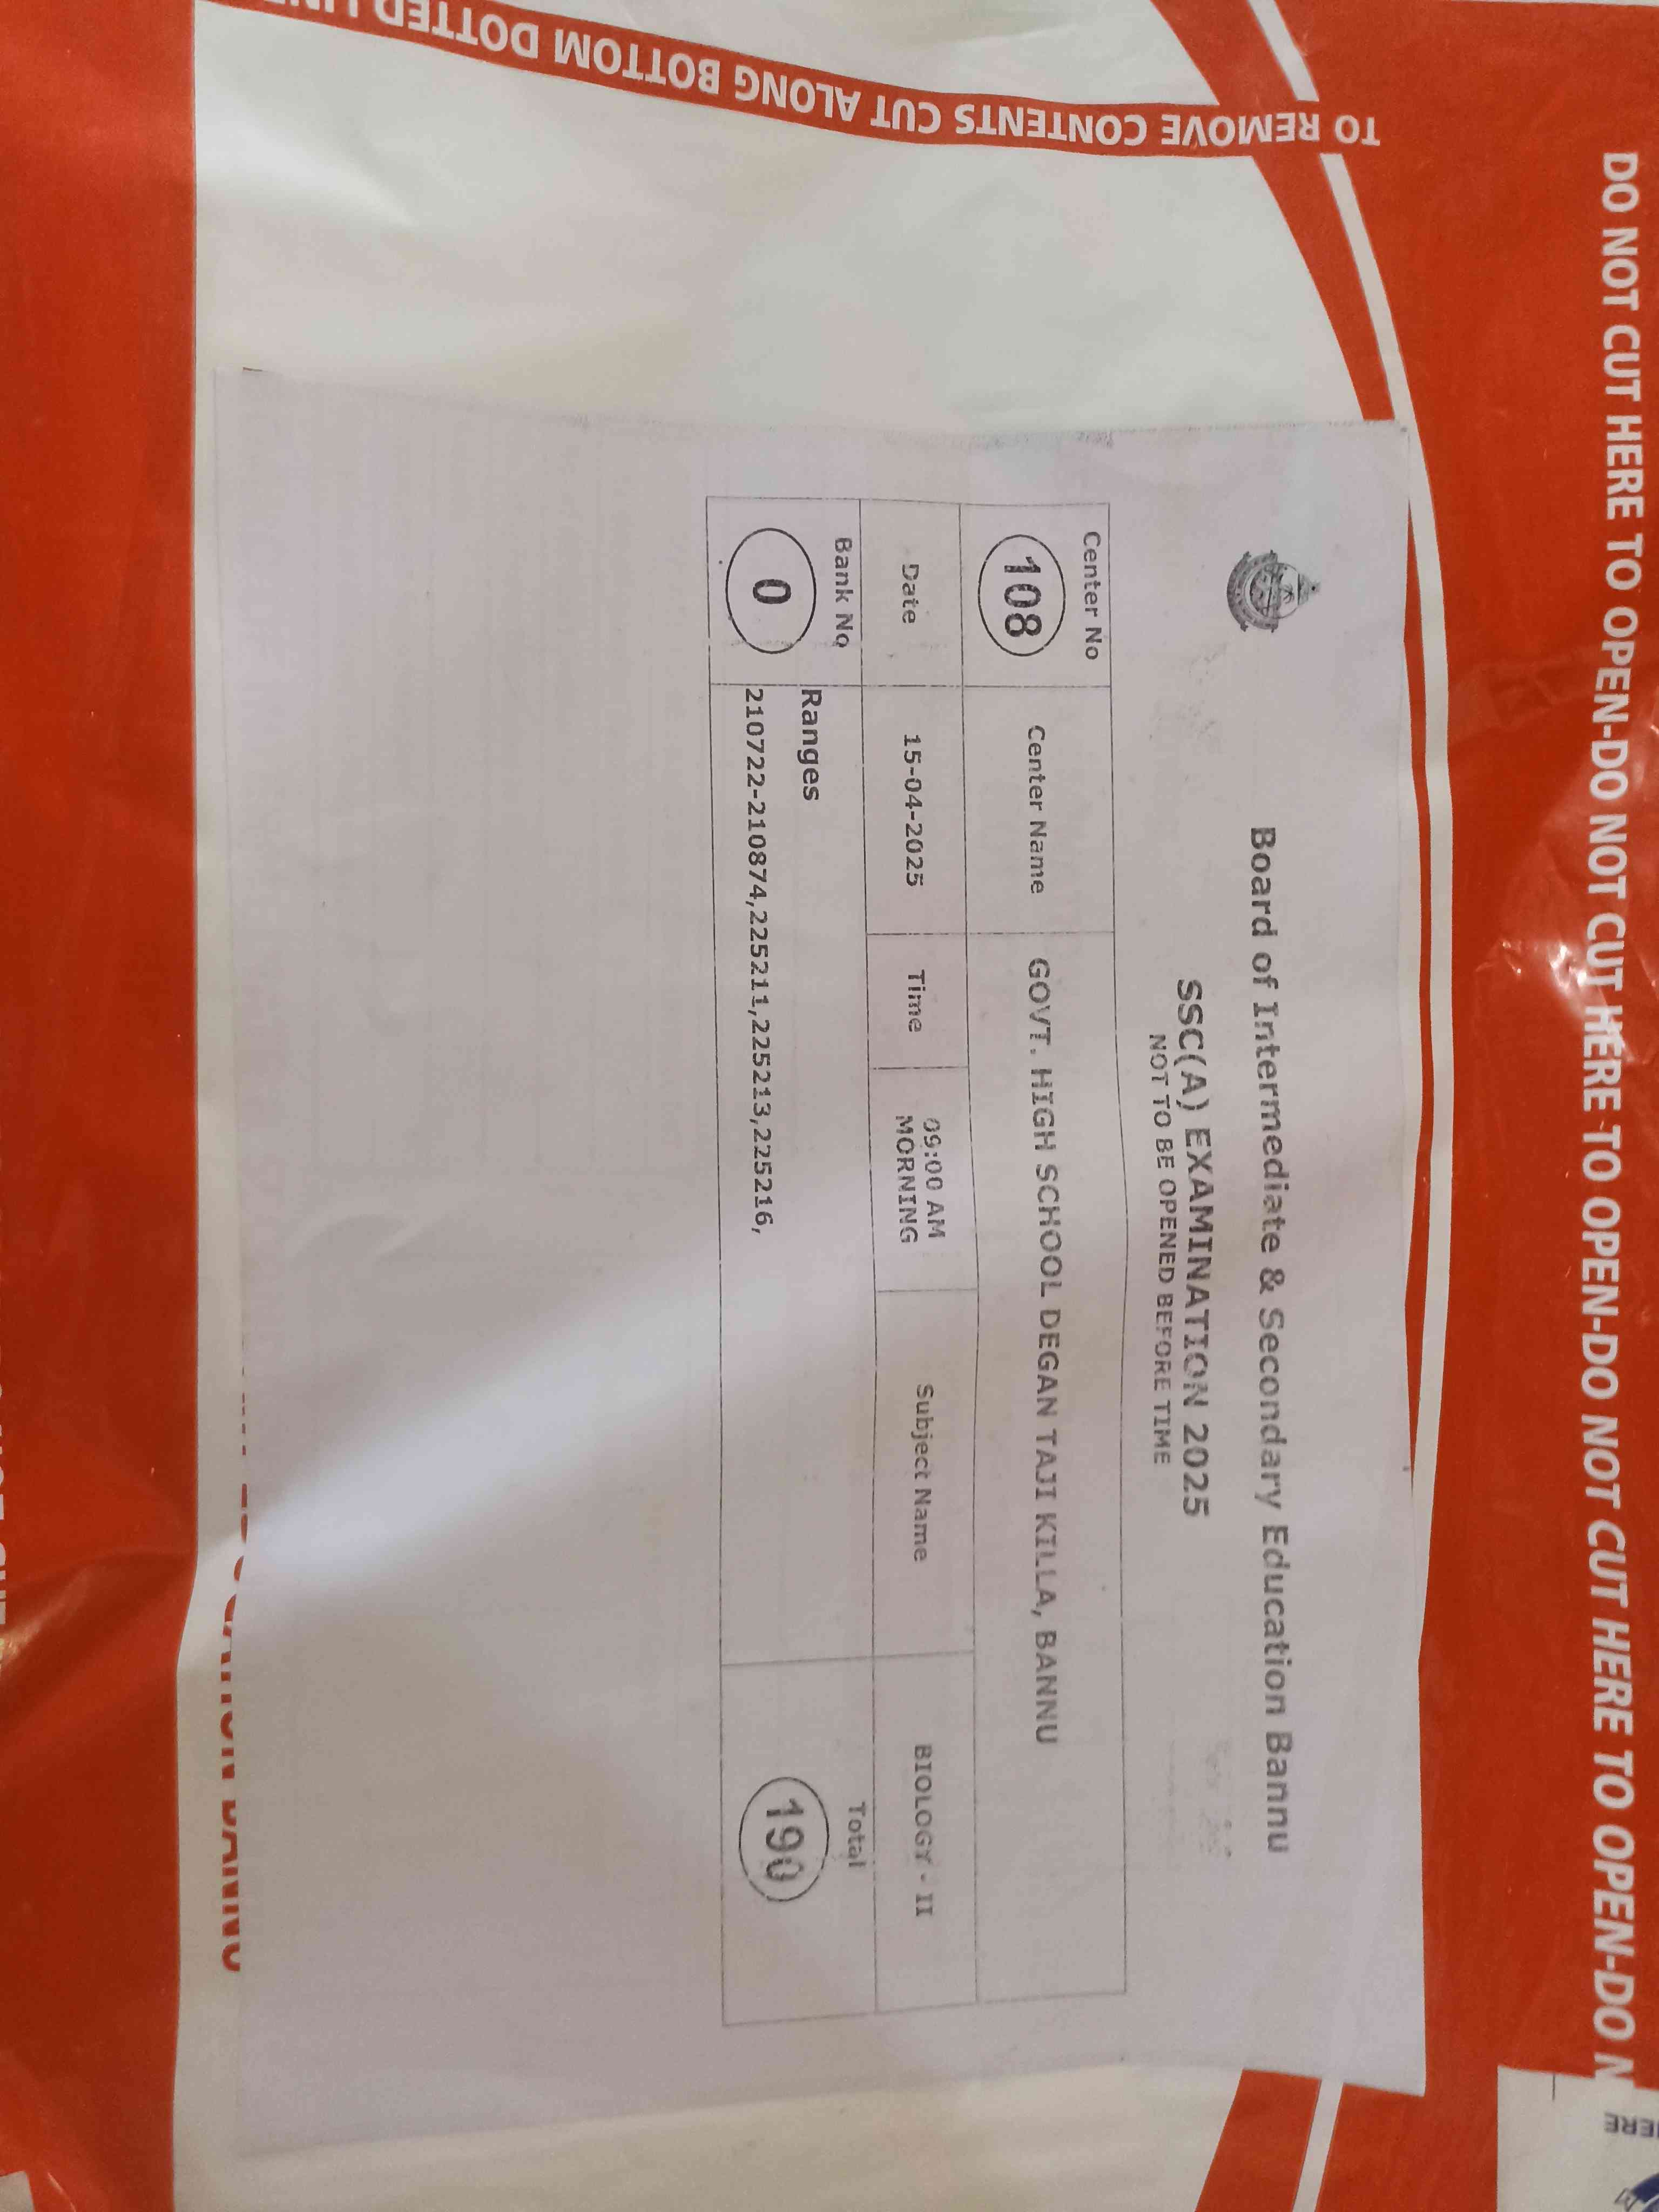 TO REMOVE CONTENTS CUT ALONG BOTTOM DOTTED
DO NOT CUT HERE TO OPEN-DO NOT CUT HERE TO OPEN-DO NOT CUT HERE TO OPEN-DO N
Board of Intermediate & Secondary Education Bannu
SSC(A) EXAMINATION 2025
NOT TO BE OPENED BEFORE TIME
Center No
108
Center Name
GOVT. HIGH SCHOOL DEGAN TAJI KILLA, BANNU
Date
15-04-2025
Time
09:00 AM
MORNING
Subject Name
BIOLOGY - II
Bank No
0
Ranges
210722-210874,225211,225213,225216,
Total
190